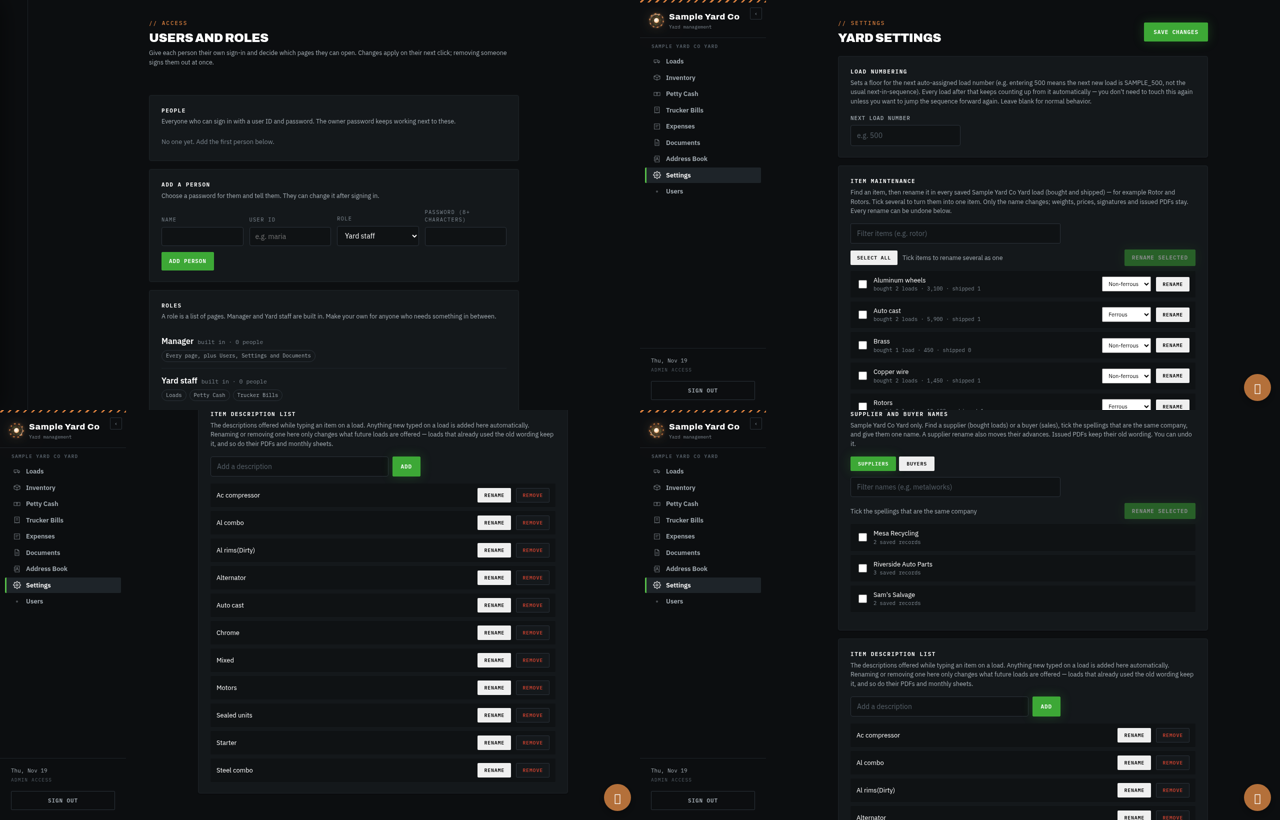 // ACCESS
USERS AND ROLES
Give each person their own sign-in and decide which pages they can open. Changes apply on their next click; removing someone
signs them out at once.
PEOPLE
Everyone who can sign in with a user ID and password. The owner password keeps working next to these.
No one yet. Add the first person below.
ADD A PERSON
Choose a password for them and tell them. They can change it after signing in.
NAME
USER ID
ROLE
PASSWORD (8+
CHARACTERS)
e.g. maria
Yard staff
ADD PERSON
ROLES
A role is a list of pages. Manager and Yard staff are built in. Make your own for anyone who needs something in between.
Manager built in · 0 people
Every page, plus Users, Settings and Documents
Yard staff built in · 0 people
Loads
Petty Cash
Trucker Bills
Sample Yard Co
Yard management
SAMPLE YARD CO YARD
Loads
Inventory
Petty Cash
Trucker Bills
Expenses
Documents
Address Book
Settings
Users
Thu, Nov 19
ADMIN ACCESS
SIGN OUT
// SETTINGS
YARD SETTINGS
SAVE CHANGES
LOAD NUMBERING
Sets a floor for the next auto-assigned load number (e.g. entering 500 means the next new load is SAMPLE_500, not the
usual next-in-sequence). Every load after that keeps counting up from it automatically — you don't need to touch this again
unless you want to jump the sequence forward again. Leave blank for normal behavior.
NEXT LOAD NUMBER
e.g. 500
ITEM MAINTENANCE
Find an item, then rename it in every saved Sample Yard Co Yard load (bought and shipped) — for example Rotor and
Rotors. Tick several to turn them into one item. Only the name changes; weights, prices, signatures and issued PDFs stay.
Every rename can be undone below.
Filter items (e.g. rotor)
SELECT ALL
Tick items to rename several as one
RENAME SELECTED
Aluminum wheels
bought 2 loads · 3,100 · shipped 1
Non-ferrous
RENAME
Auto cast
bought 2 loads · 5,900 · shipped 1
Ferrous
RENAME
Brass
bought 1 load · 450 · shipped 0
Non-ferrous
RENAME
Copper wire
bought 2 loads · 1,450 · shipped 1
Non-ferrous
RENAME
Rotors
Ferrous
RENAME
Sample Yard Co
Yard management
SAMPLE YARD CO YARD
Loads
Inventory
Petty Cash
Trucker Bills
Expenses
Documents
Address Book
Settings
Users
Thu, Nov 19
ADMIN ACCESS
SIGN OUT
ITEM DESCRIPTION LIST
The descriptions offered while typing an item on a load. Anything new typed on a load is added here automatically.
Renaming or removing one here only changes what future loads are offered — loads that already used the old wording keep
it, and so do their PDFs and monthly sheets.
Add a description
ADD
Ac compressor
RENAME
REMOVE
Al combo
RENAME
REMOVE
Al rims(Dirty)
RENAME
REMOVE
Alternator
RENAME
REMOVE
Auto cast
RENAME
REMOVE
Chrome
RENAME
REMOVE
Mixed
RENAME
REMOVE
Motors
RENAME
REMOVE
Sealed units
RENAME
REMOVE
Starter
RENAME
REMOVE
Steel combo
RENAME
REMOVE
Sample Yard Co
Yard management
SAMPLE YARD CO YARD
Loads
Inventory
Petty Cash
Trucker Bills
Expenses
Documents
Address Book
Settings
Users
Thu, Nov 19
ADMIN ACCESS
SIGN OUT
SUPPLIER AND BUYER NAMES
Sample Yard Co Yard only. Find a supplier (bought loads) or a buyer (sales), tick the spellings that are the same company,
and give them one name. A supplier rename also moves their advances. Issued PDFs keep their old wording. You can undo
it.
SUPPLIERS
BUYERS
Filter names (e.g. metalworks)
Tick the spellings that are the same company
RENAME SELECTED
Mesa Recycling
2 saved records
Riverside Auto Parts
3 saved records
Sam's Salvage
2 saved records
ITEM DESCRIPTION LIST
The descriptions offered while typing an item on a load. Anything new typed on a load is added here automatically.
Renaming or removing one here only changes what future loads are offered — loads that already used the old wording keep
it, and so do their PDFs and monthly sheets.
Add a description
ADD
Ac compressor
RENAME
REMOVE
Al combo
RENAME
REMOVE
Al rims(Dirty)
RENAME
REMOVE
Alternator
RENAME
REMOVE